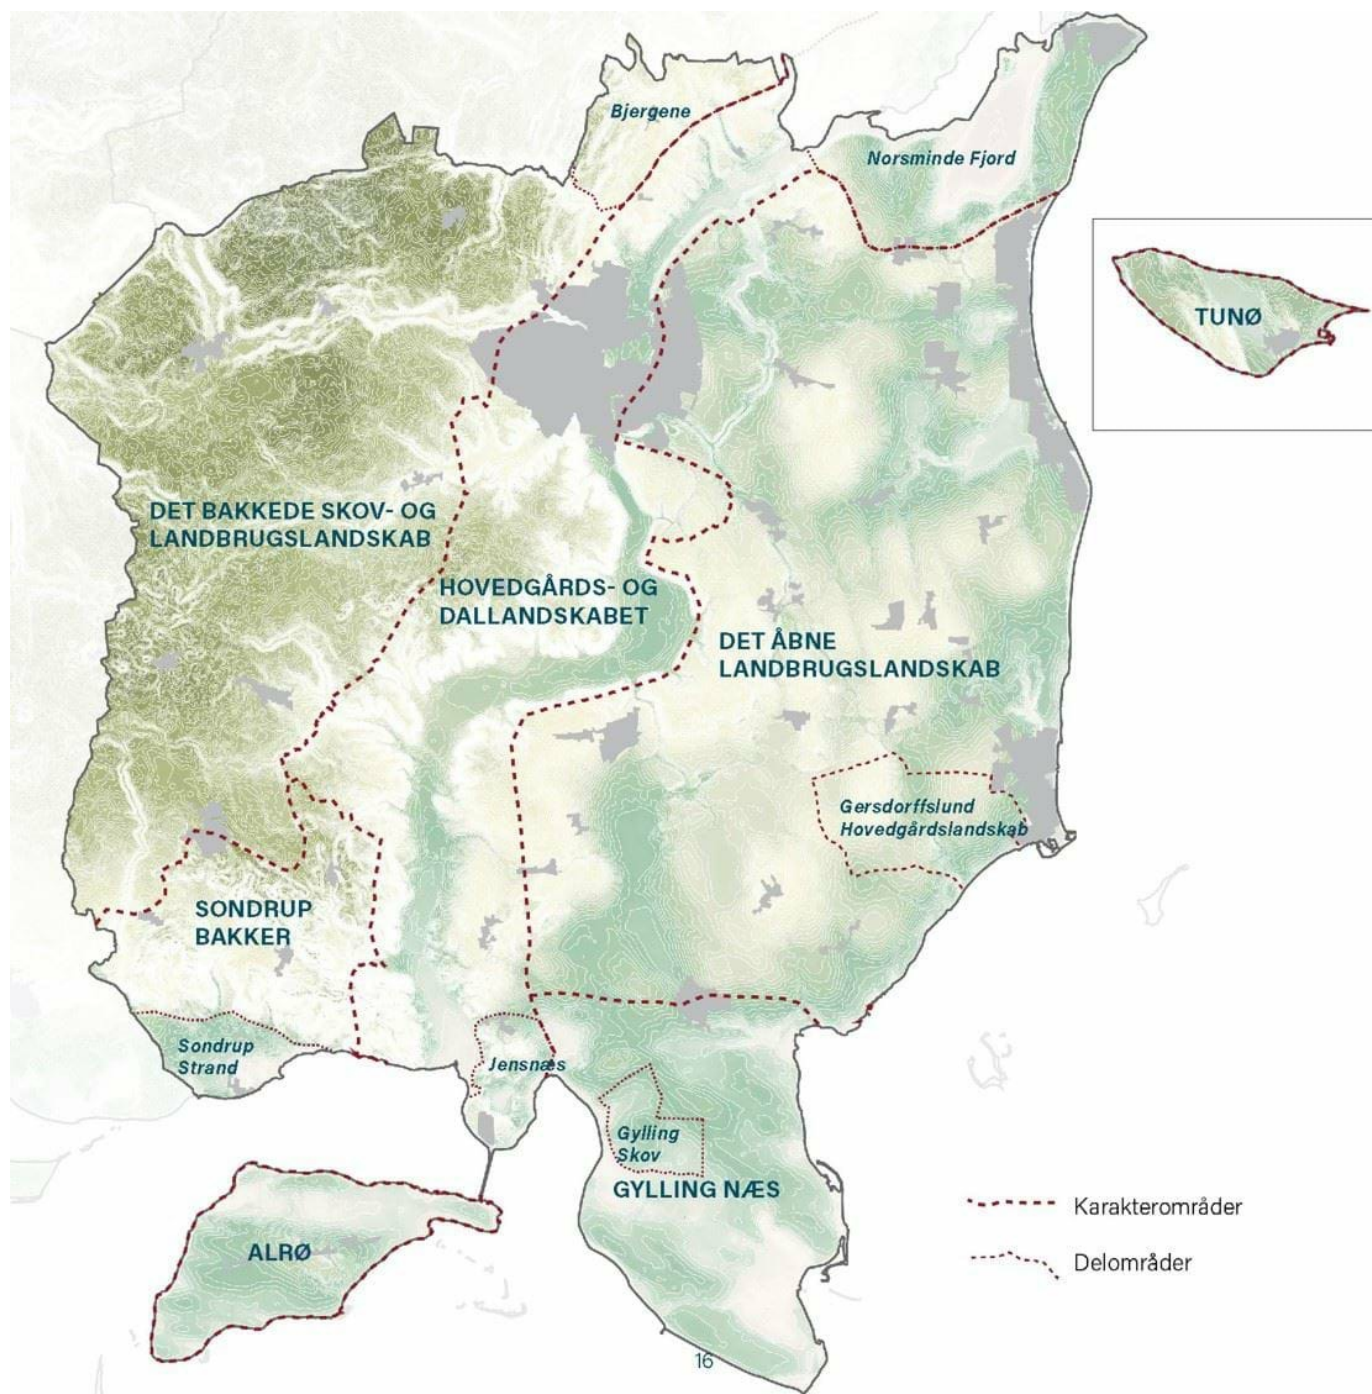 Bjergene
Norsminde Fjord
TUNØ
DET BAKKEDE SKOV- OG
LANDBRUGSLANDSKAB
HOVEDGÅRDS- OG
DALLANDSKABET
DET ÅBNE
LANDBRUGSLANDSKAB
Gersdorffslund
Hovedgårdslandskab
SONDRUP
BAKKER
Sondrup
Strand
Jensnæs
Gylling
Skov
GYLLING NÆS
ALRØ
Karakterområder
Delområder
16